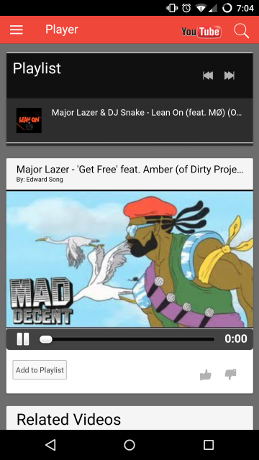 7:04
Player
YouTube
Playlist
LEAN ON
Major Lazer & DJ Snake - Lean On (feat. MØ) (O...
Major Lazer - 'Get Free' feat. Amber (of Dirty Proje...
By: Edward Song
MAD
DECENT
0:00
Add to Playlist
Related Videos